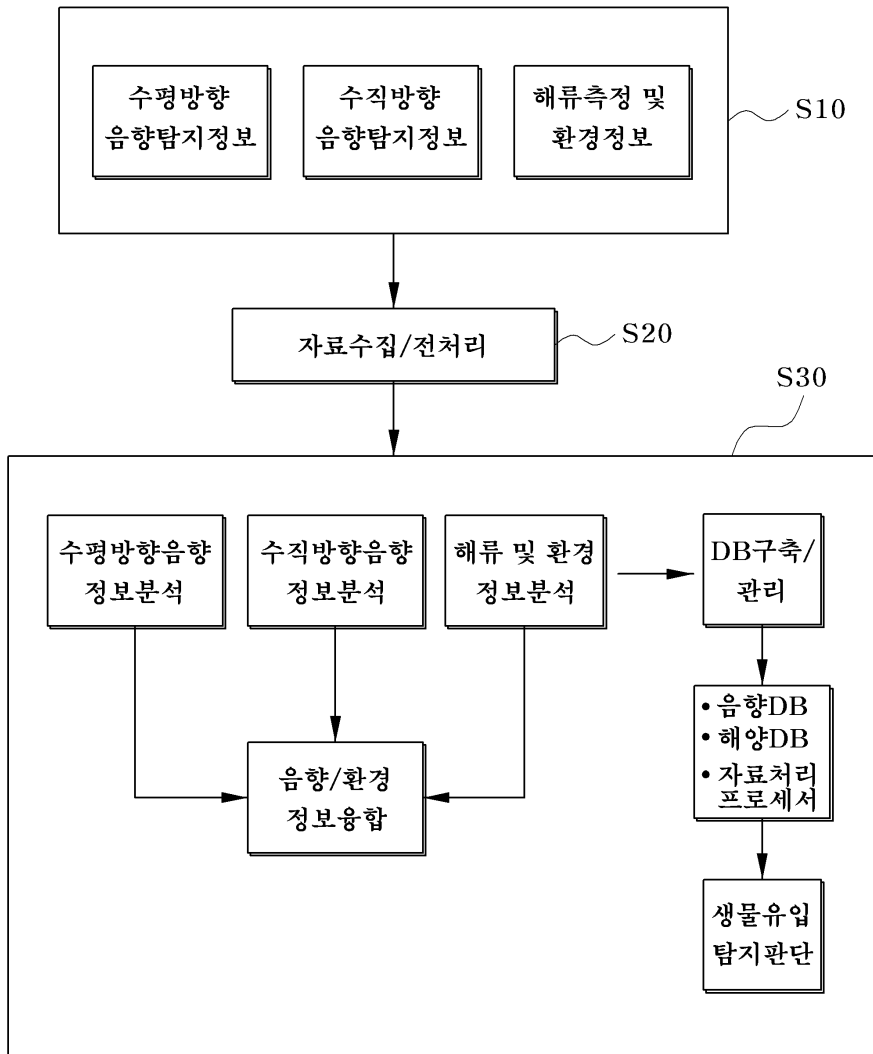 수평방향
음향탐지정보
수직방향
음향탐지정보
해류측정 및
환경정보
S10
자료수집/전처리
S20
S30
수평방향음향
정보분석
수직방향음향
정보분석
해류 및 환경
정보분석
DB구축/
관리
• 음향DB
• 해양DB
• 자료처리
프로세서
음향/환경
정보융합
생물유입
탐지판단